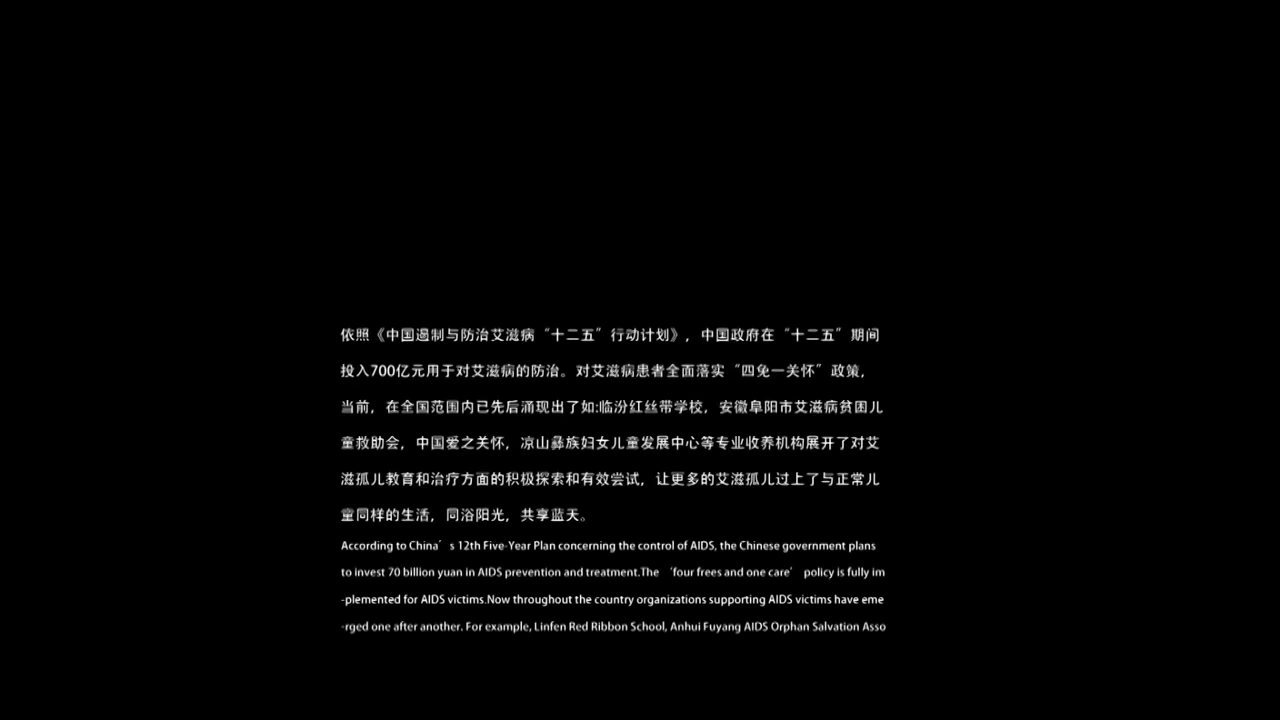 依照《中国遏制与防治艾滋病“十二五”行动计划》，中国政府在“十二五”期间
投入700亿元用于对艾滋病的防治。对艾滋病患者全面落实“四免一关怀”政策，
当前，在全国范围内已先后涌现出了如:临汾红丝带学校，安徽阜阳市艾滋病贫困儿
童救助会，中国爱之关怀，凉山彝族妇女儿童发展中心等专业收养机构展开了对艾
滋孤儿教育和治疗方面的积极探索和有效尝试，让更多的艾滋孤儿过上了与正常儿
童同样的生活，同浴阳光，共享蓝天。
According to China′s 12th Five-Year Plan concerning the control of AIDS, the Chinese government plans
to invest 70 billion yuan in AIDS prevention and treatment.The ‘four frees and one care’ policy is fully im
-plemented for AIDS victims.Now throughout the country organizations supporting AIDS victims have eme
-rged one after another. For example, Linfen Red Ribbon School, Anhui Fuyang AIDS Orphan Salvation Asso